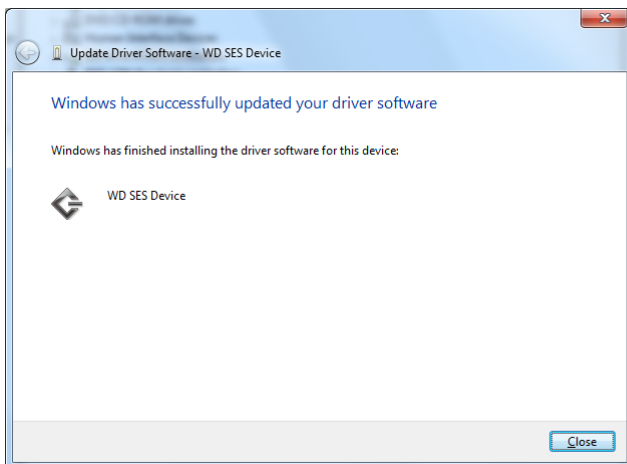 Update Driver Software - WD SES Device
Windows has successfully updated your driver software
Windows has finished installing the driver software for this device:
WD SES Device
Close